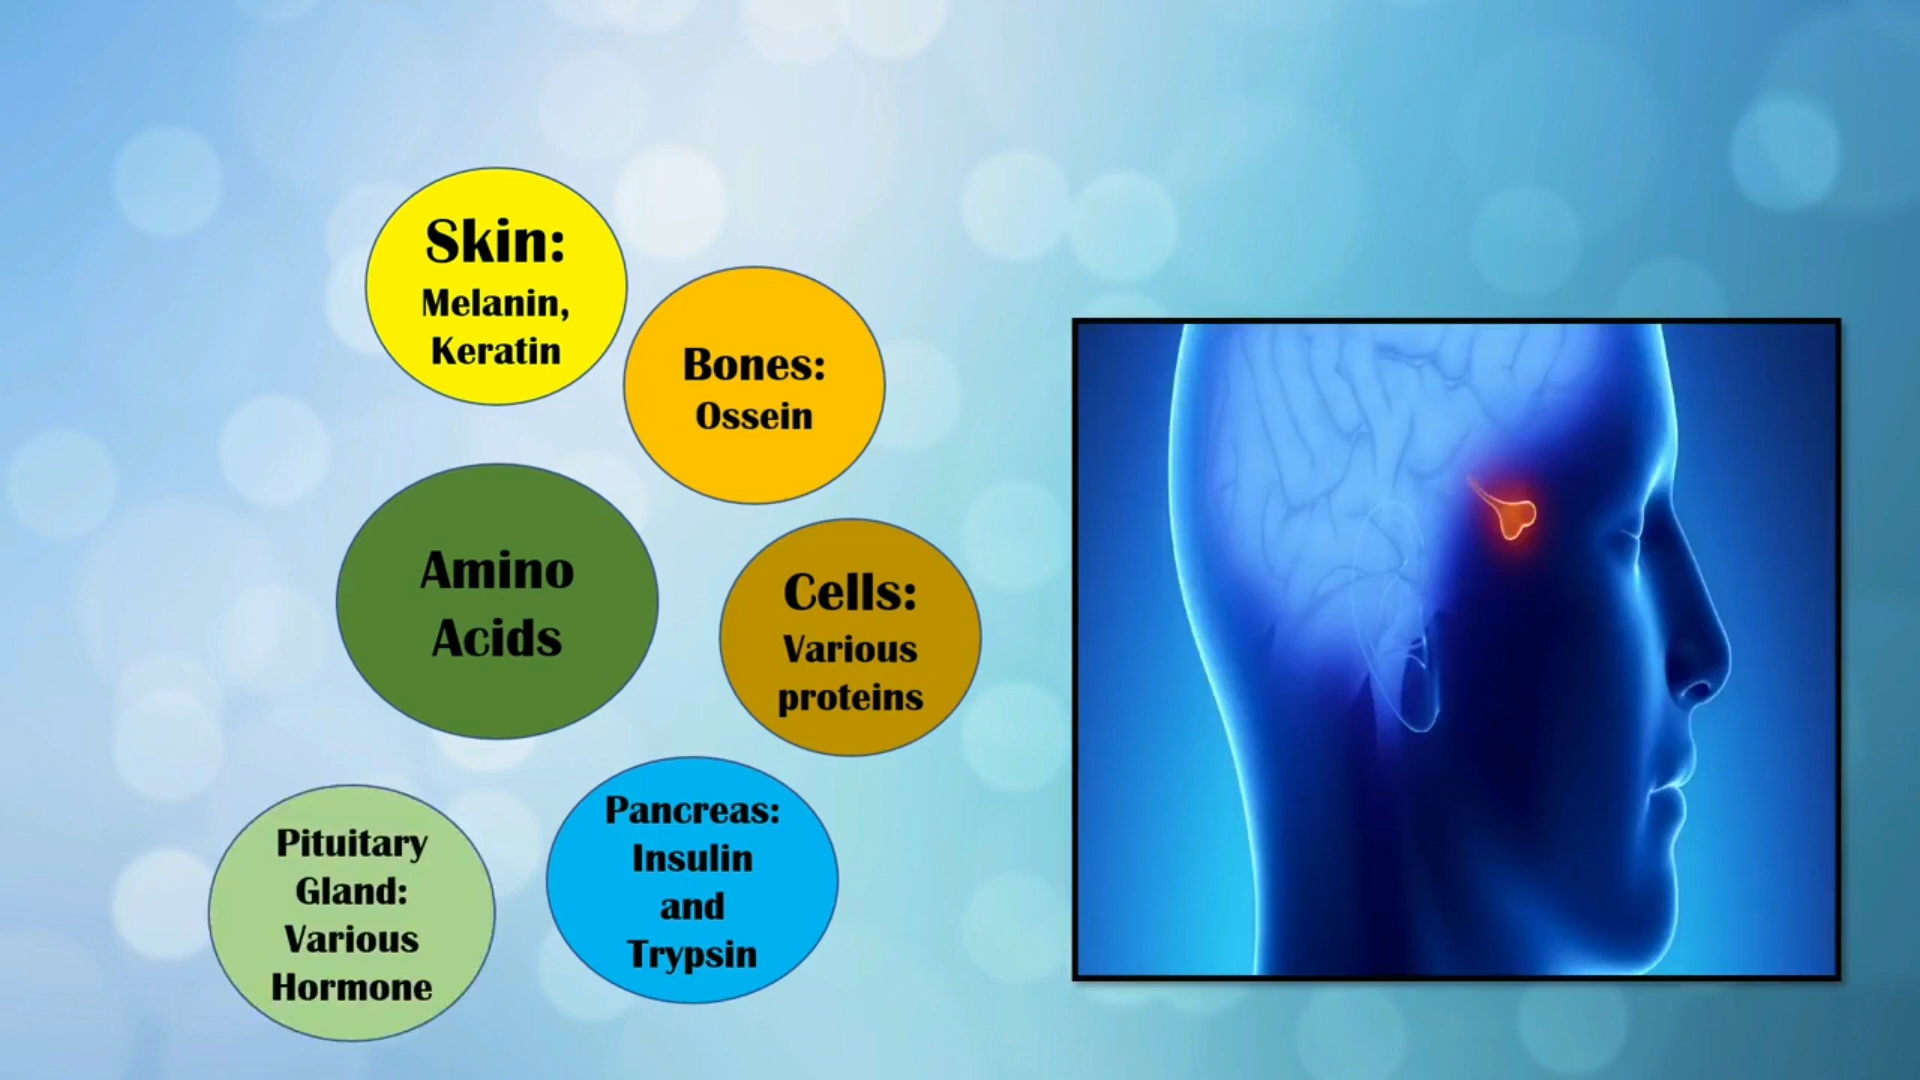 Skin:
Melanin,
Keratin
Bones:
Ossein
Amino
Acids
Cells:
Various
proteins
Pancreas:
Insulin
and
Trypsin
Pituitary
Gland:
Various
Hormone